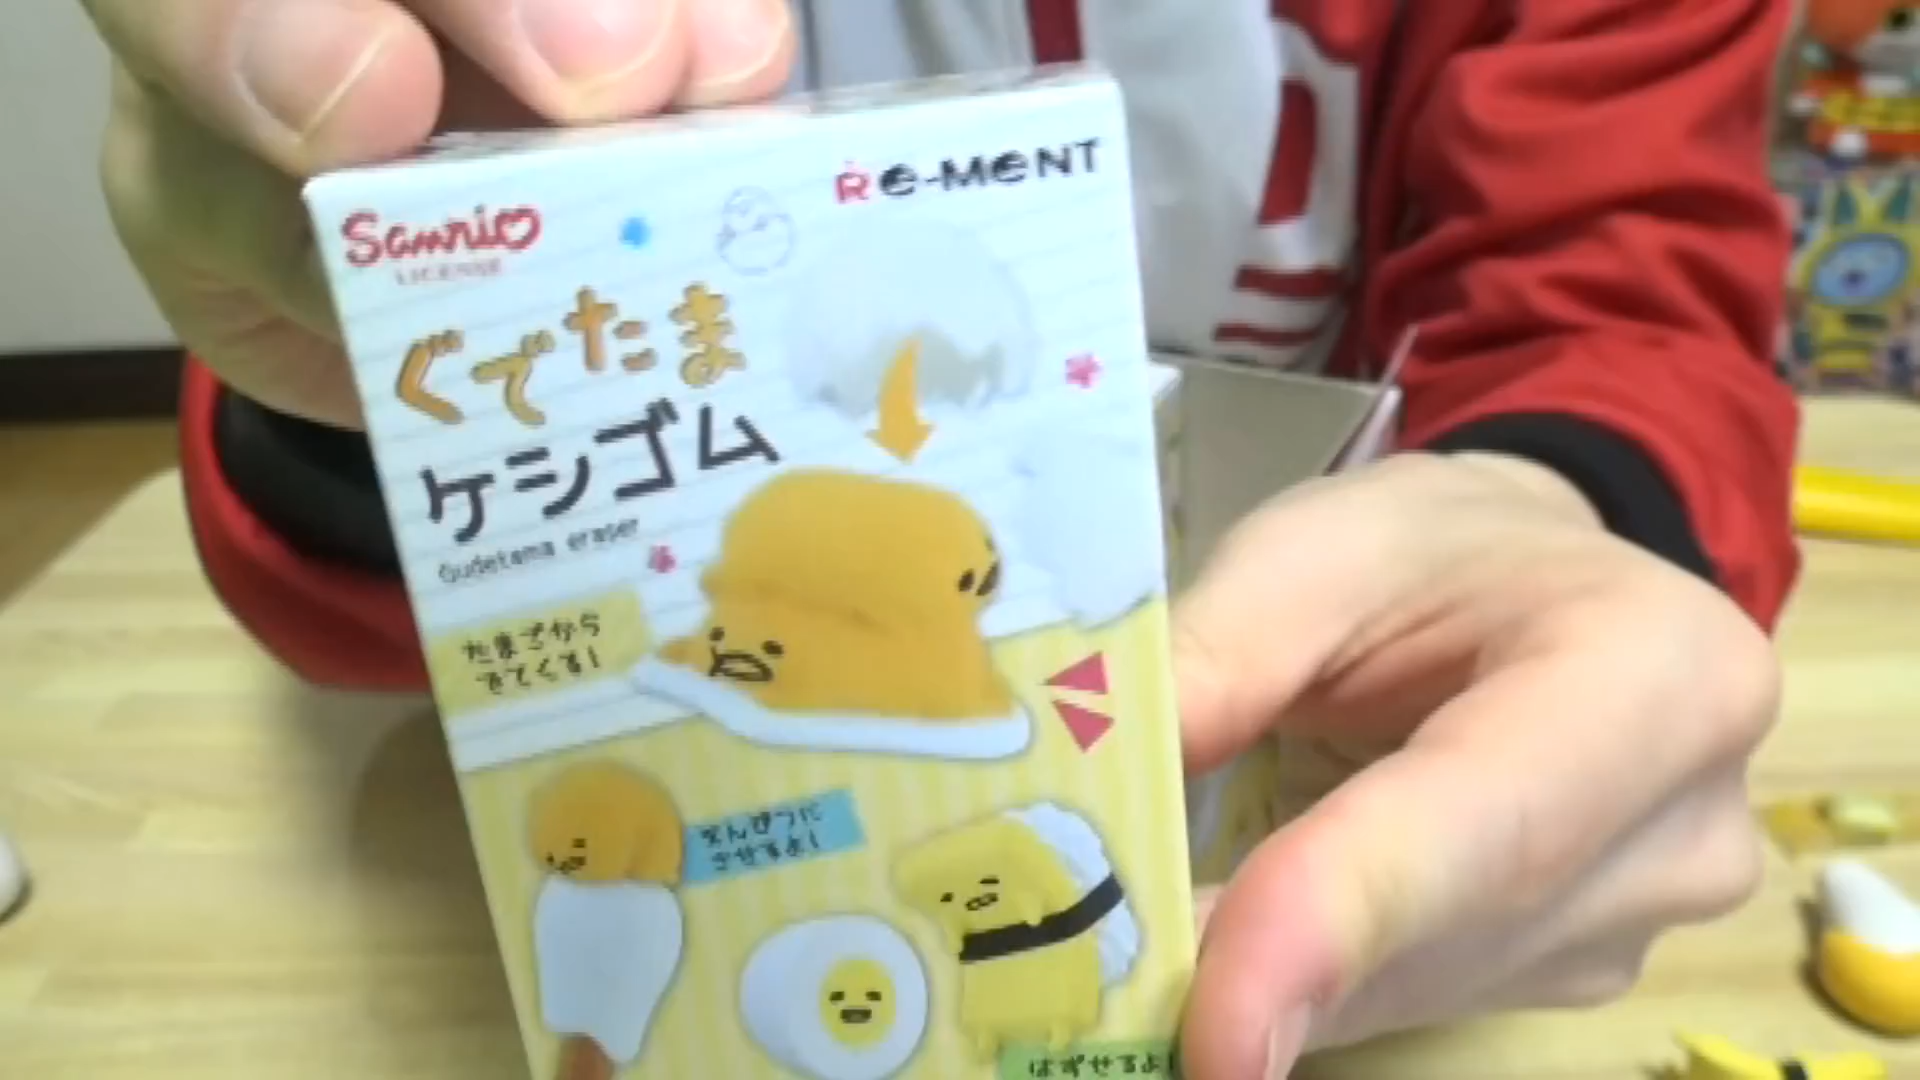 Sanrio
LICENSE
Re-MeNT
ぐでたま
ケシゴム
Gudetama eraser
たまごから
でてくるよ!
えんぴつに
させるよ!
はずせるよ!